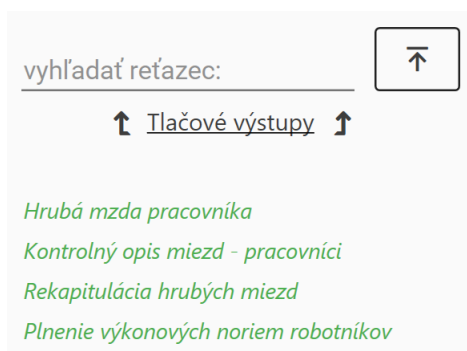 vyhľadať reťazec:
Tlačové výstupy
Hrubá mzda pracovníka
Kontrolný opis miezd - pracovníci
Rekapitulácia hrubých miezd
Plnenie výkonových noriem robotníkov